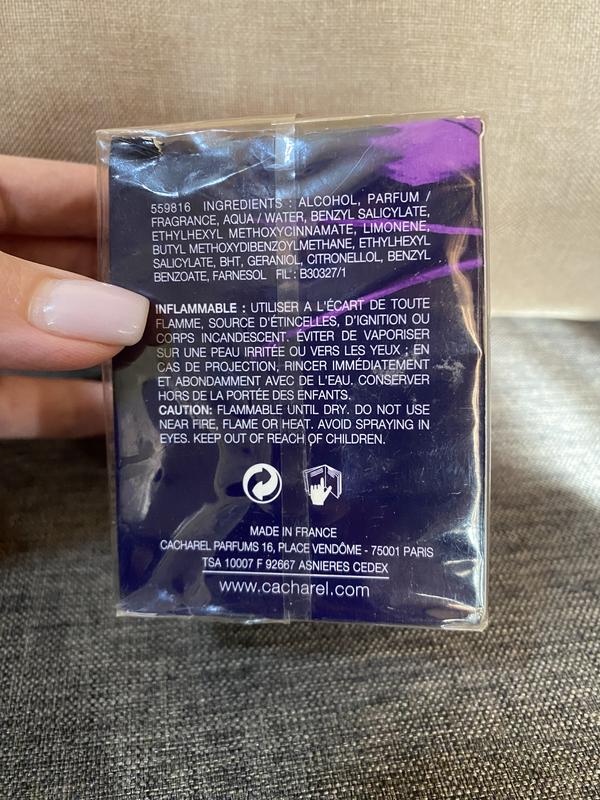 559816 INGREDIENTS : ALCOHOL, PARFUM /
FRAGRANCE, AQUA / WATER, BENZYL SALICYLATE,
ETHYLHEXYL METHOXYCINNAMATE, LIMONENE,
BUTYL METHOXYDIBENZOYLMETHANE, ETHYLHEXYL
SALICYLATE, BHT, GERANIOL, CITRONELLOL, BENZYL
BENZOATE, FARNESOL FIL : B30327/1
INFLAMMABLE : UTILISER A L'ÉCART DE TOUTE
FLAMME, SOURCE D'ÉTINCELLES, D'IGNITION OU
CORPS INCANDESCENT. ÉVITER DE VAPORISER
SUR UNE PEAU IRRITÉE OU VERS LES YEUX ; EN
CAS DE PROJECTION, RINCER IMMÉDIATEMENT
ET ABONDAMMENT AVEC DE L'EAU. CONSERVER
HORS DE LA PORTÉE DES ENFANTS.
CAUTION: FLAMMABLE UNTIL DRY. DO NOT USE
NEAR FIRE, FLAME OR HEAT. AVOID SPRAYING IN
EYES. KEEP OUT OF REACH OF CHILDREN.
MADE IN FRANCE
CACHAREL PARFUMS 16, PLACE VENDÔME - 75001 PARIS
TSA 10007 F 92667 ASNIERES CEDEX
www.cacharel.com